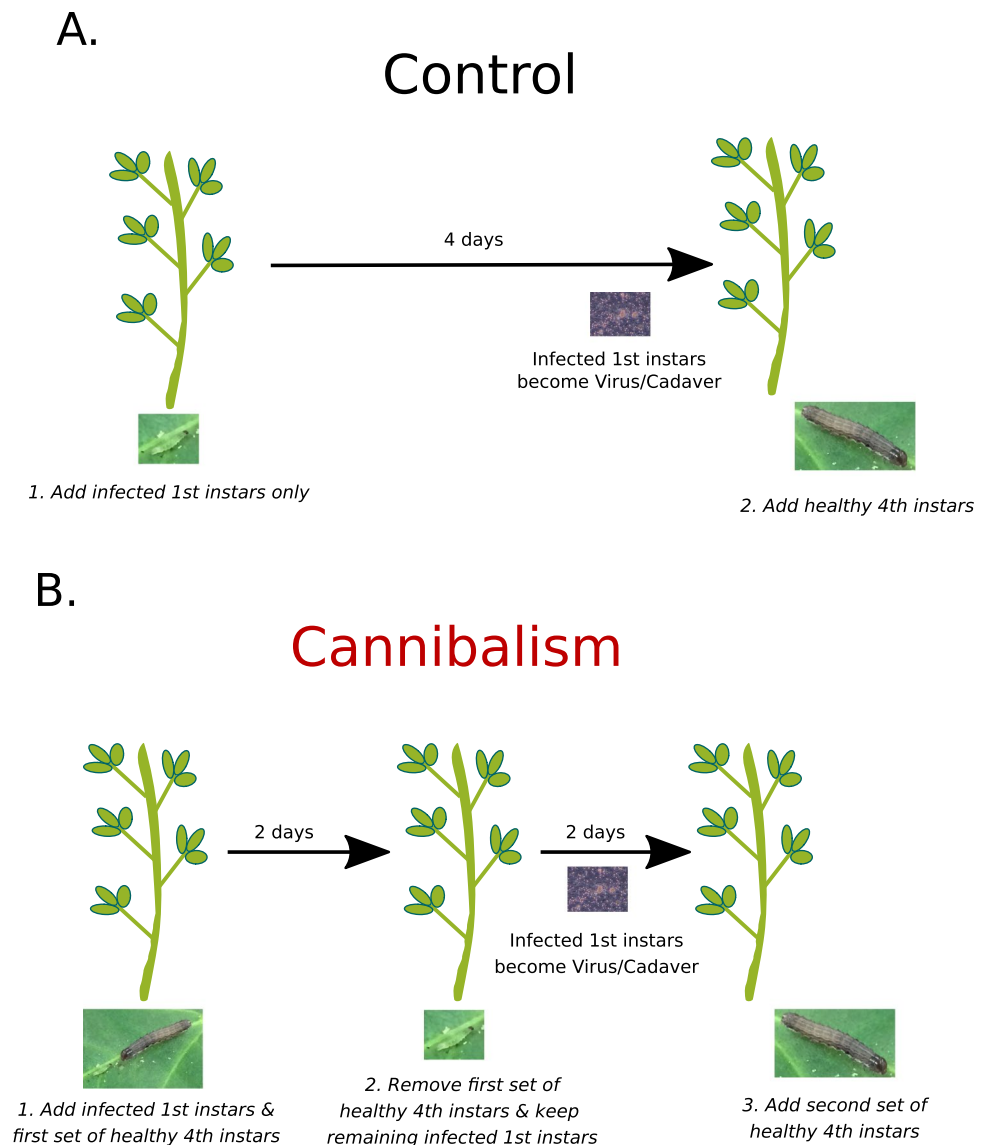 A.
Control
4 days
Infected 1st instars
become Virus/Cadaver
1. Add infected 1st instars only
2. Add healthy 4th instars
B.
Cannibalism
2 days
2 days
Infected 1st instars
become Virus/Cadaver
1. Add infected 1st instars &
first set of healthy 4th instars
2. Remove first set of
healthy 4th instars & keep
remaining infected 1st instars
3. Add second set of
healthy 4th instars